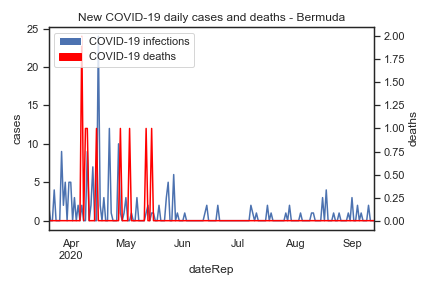 New COVID-19 daily cases and deaths - Bermuda
COVID-19 infections
COVID-19 deaths
cases
25
20
15
10
5
0
deaths
2.00
1.75
1.50
1.25
1.00
0.75
0.50
0.25
0.00
Apr May Jun Jul Aug Sep
2020
dateRep